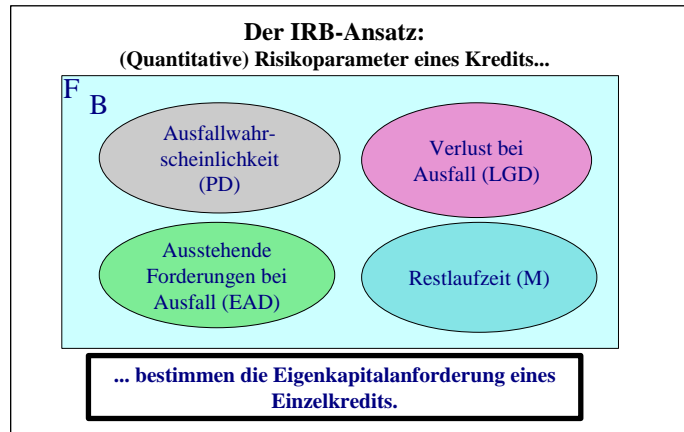 Der IRB-Ansatz:
(Quantitative) Risikoparameter eines Kredits...
F
B
Ausfallwahr-
scheinlichkeit
(PD)
Verlust bei
Ausfall (LGD)
Ausstehende
Forderungen bei
Ausfall (EAD)
Restlaufzeit (M)
... bestimmen die Eigenkapitalanforderung eines
Einzelkredits.